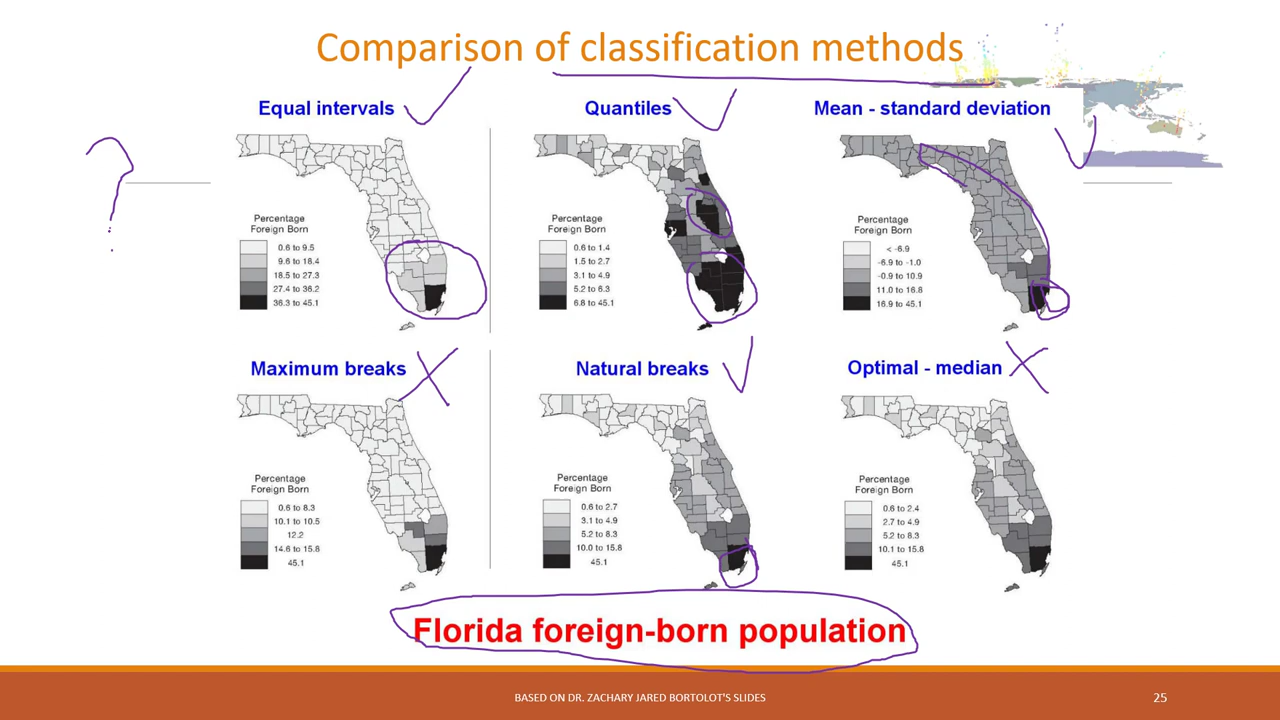 Comparison of classification methods
Equal intervals
Percentage
Foreign Born
0.6 to 9.5
9.6 to 18.4
18.5 to 27.3
27.4 to 36.2
36.3 to 45.1
Quantiles
Percentage
Foreign Born
0.6 to 1.4
1.5 to 2.7
3.1 to 4.9
5.2 to 6.3
6.8 to 45.1
Mean - standard deviation
Percentage
Foreign Born
< -6.9
-6.9 to -1.0
-0.9 to 10.9
11.0 to 16.8
16.9 to 45.1
Maximum breaks
Percentage
Foreign Born
0.6 to 8.3
10.1 to 10.5
12.2
14.6 to 15.8
45.1
Natural breaks
Percentage
Foreign Born
0.6 to 2.7
3.1 to 4.9
5.2 to 8.3
10.0 to 15.8
45.1
Optimal - median
Percentage
Foreign Born
0.6 to 2.4
2.7 to 4.9
5.2 to 8.3
10.1 to 15.8
45.1
?
Florida foreign-born population
BASED ON DR. ZACHARY JARED BORTOLOT'S SLIDES
25